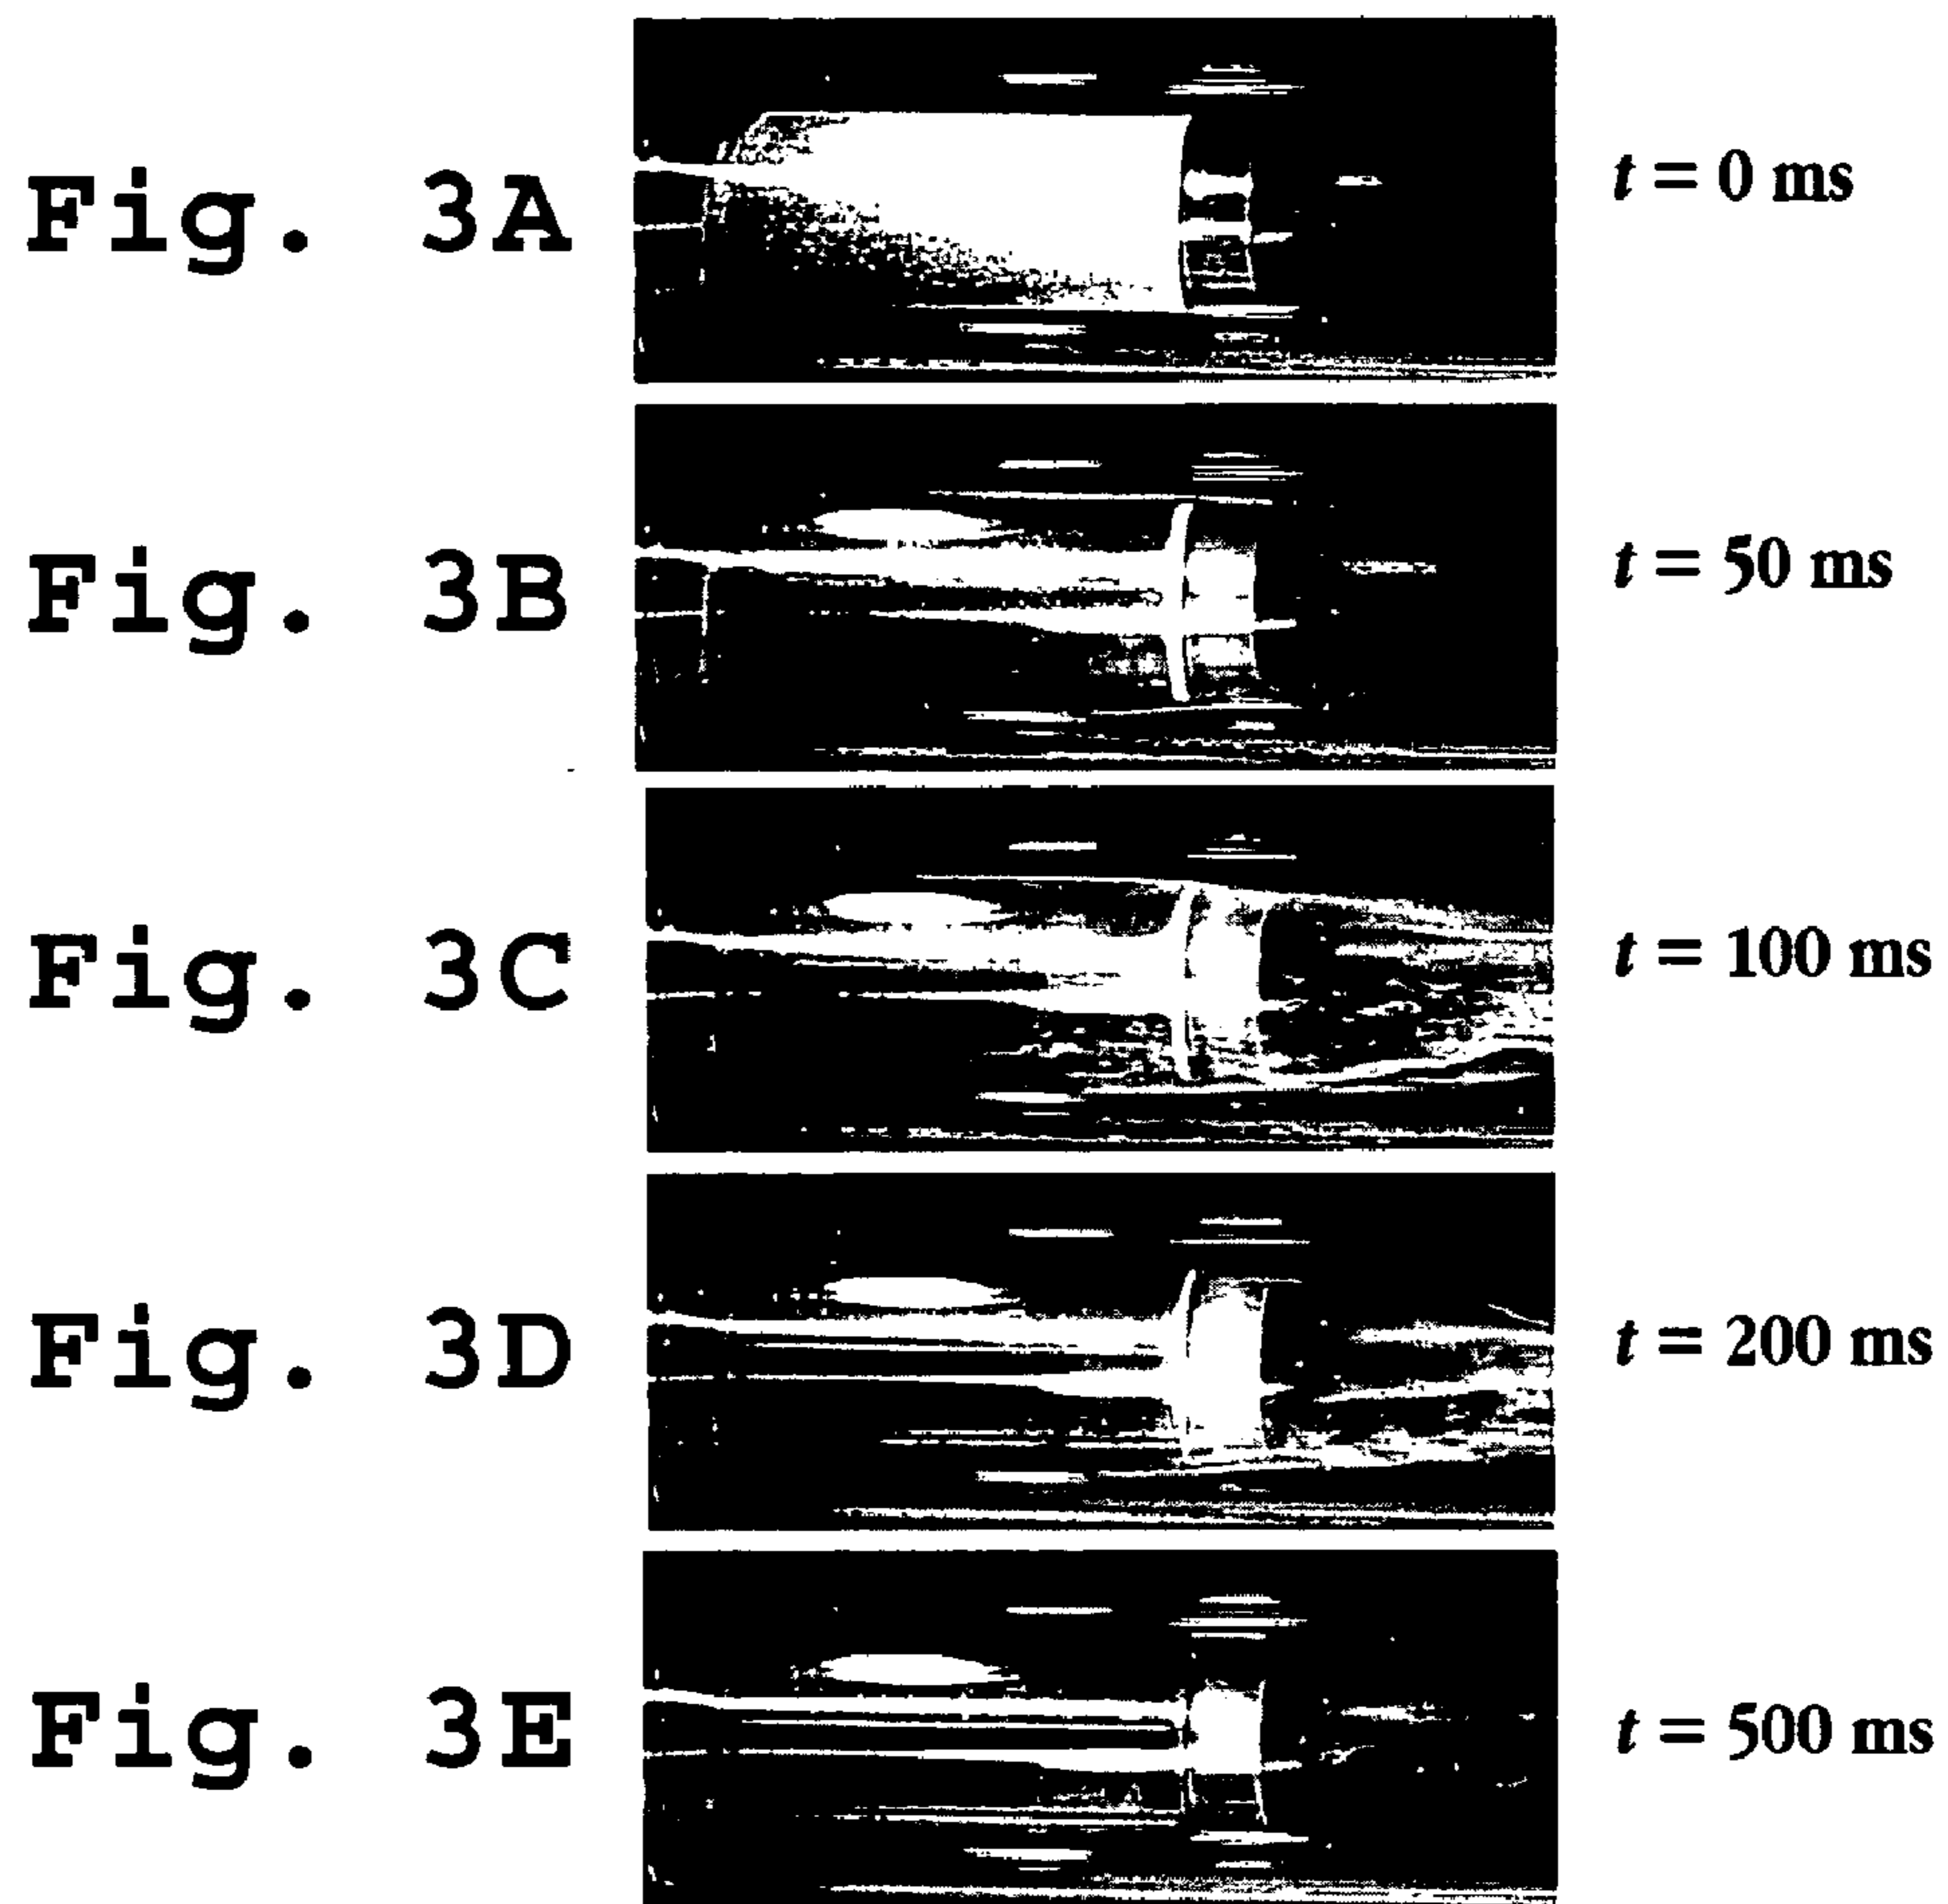 Fig. 3A
t = 0 ms
Fig. 3B
t = 50 ms
Fig. 3C
t = 100 ms
Fig. 3D
t = 200 ms
Fig. 3E
t = 500 ms